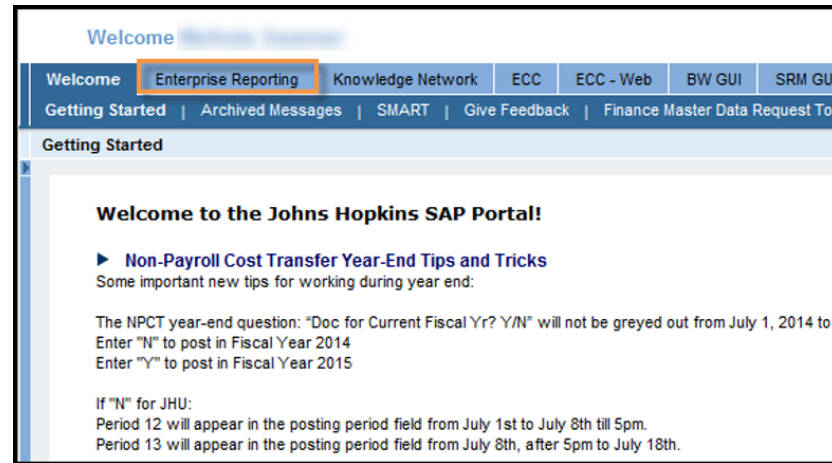 Welcome
Welcome Enterprise Reporting Knowledge Network ECC ECC - Web BW GUI SRM GU
Getting Started | Archived Messages | SMART | Give Feedback | Finance Master Data Request To
Getting Started
Welcome to the Johns Hopkins SAP Portal!
Non-Payroll Cost Transfer Year-End Tips and Tricks
Some important new tips for working during year end:
The NPCT year-end question: “Doc for Current Fiscal Yr? Y/N” will not be greyed out from July 1, 2014 to
Enter "N" to post in Fiscal Year 2014
Enter "Y" to post in Fiscal Year 2015
If "N" for JHU:
Period 12 will appear in the posting period field from July 1st to July 8th till 5pm.
Period 13 will appear in the posting period field from July 8th, after 5pm to July 18th.